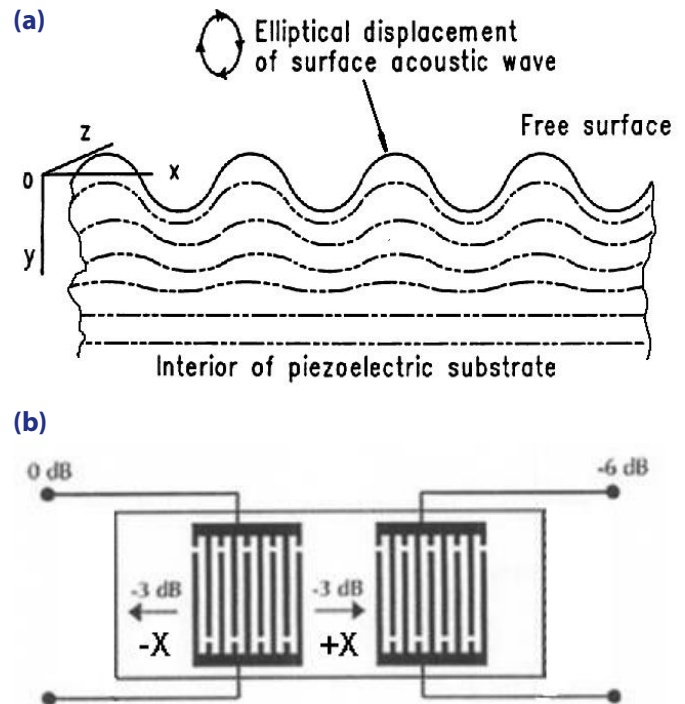 (a)
Elliptical displacement
of surface acoustic wave
Free surface
z
o
x
y
Interior of piezoelectric substrate
(b)
0 dB
-6 dB
-3 dB
-3 dB
-X
+X